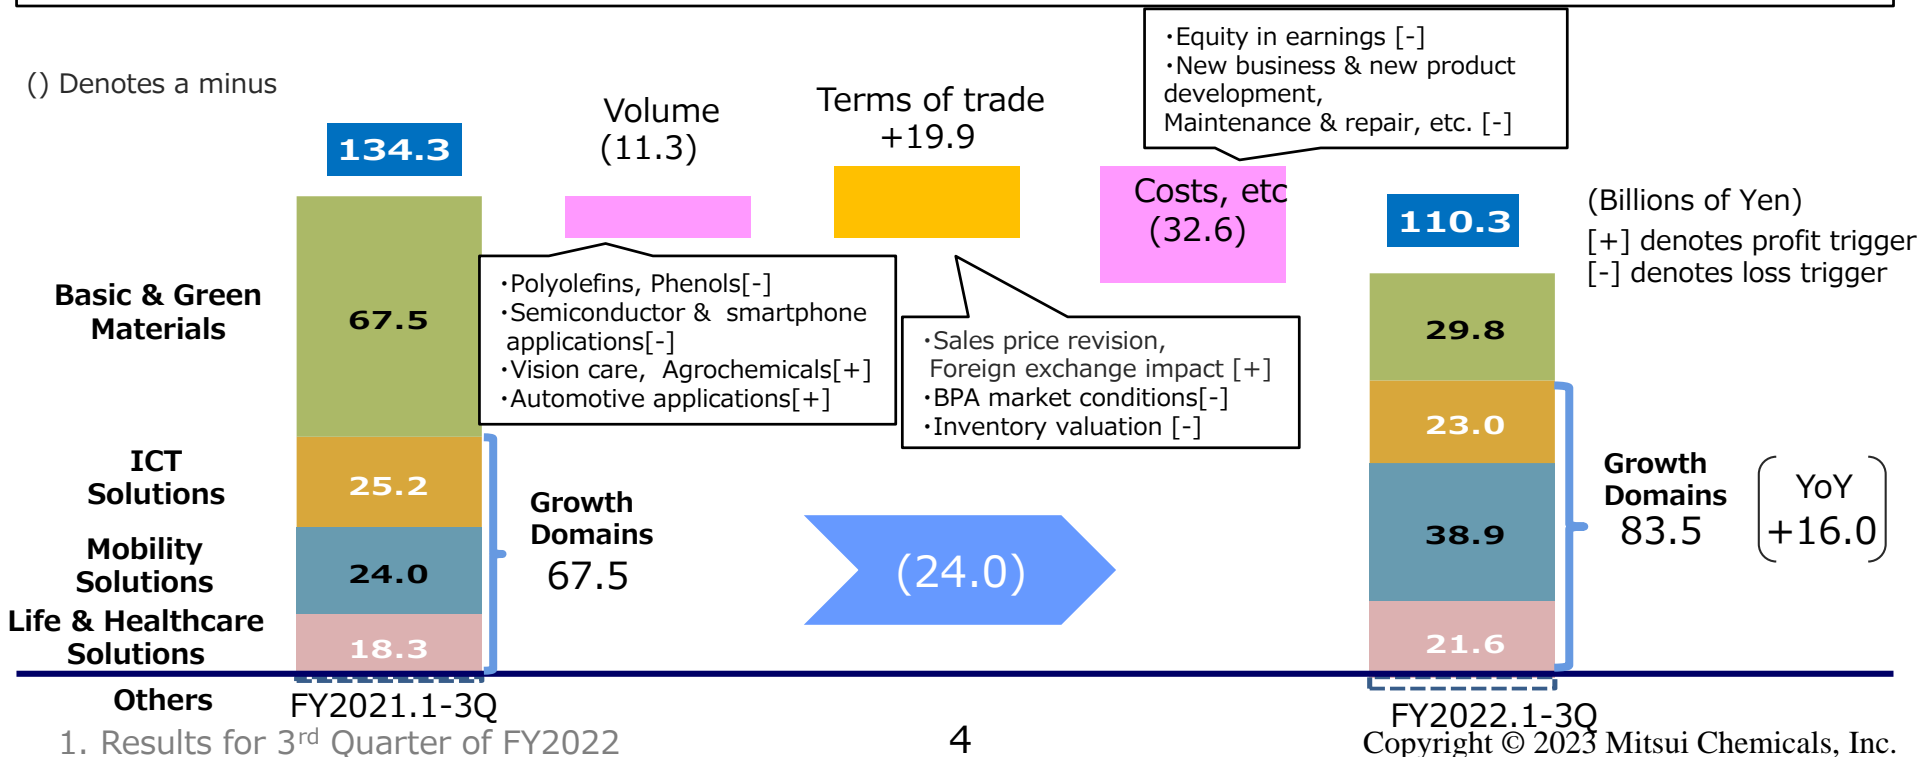 () Denotes a minus
134.3
Volume
(11.3)
Terms of trade
+19.9
・Equity in earnings [-]
・New business & new product
development,
Maintenance & repair, etc. [-]
Costs, etc
(32.6)
110.3
(Billions of Yen)
[+] denotes profit trigger
[-] denotes loss trigger
・Polyolefins, Phenols[-]
・Semiconductor & smartphone
applications[-]
・Vision care, Agrochemicals[+]
・Automotive applications[+]
・Sales price revision,
Foreign exchange impact [+]
・BPA market conditions[-]
・Inventory valuation [-]
Basic & Green
Materials
67.5
29.8
ICT
Solutions
25.2
23.0
Mobility
Solutions
24.0
38.9
Life & Healthcare
Solutions
18.3
21.6
Growth
Domains
67.5
(24.0)
Growth
Domains
83.5
YoY
+16.0
Others
FY2021.1-3Q
FY2022.1-3Q
1. Results for 3rd Quarter of FY2022
4
Copyright © 2023 Mitsui Chemicals, Inc.